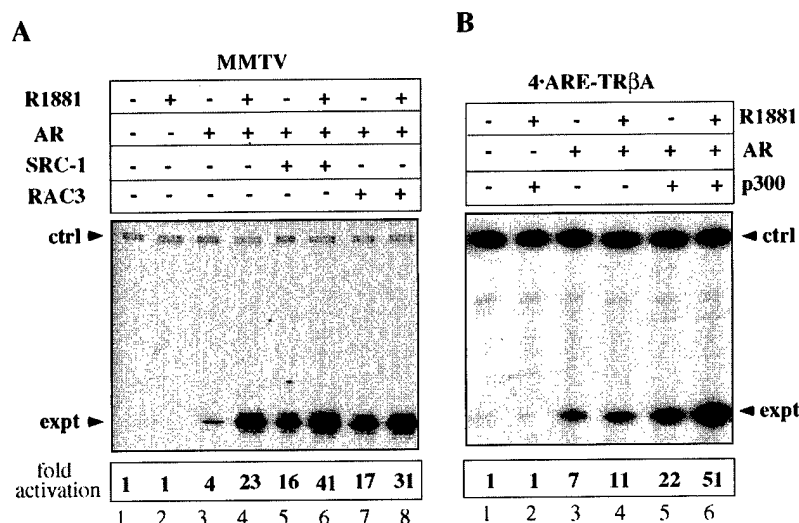 A
MMTV
R1881 - + - + - + - +
AR - - + + + + + +
SRC-1 - - - - + + - -
RAC3 - - - - - - + +
ctrl
expt
fold activation 1 1 4 23 16 41 17 31
1 2 3 4 5 6 7 8
B
4·ARE-TRβA
- + - + - + R1881
- - + + + + AR
- + - - + + p300
ctrl
expt
1 1 7 11 22 51
1 2 3 4 5 6